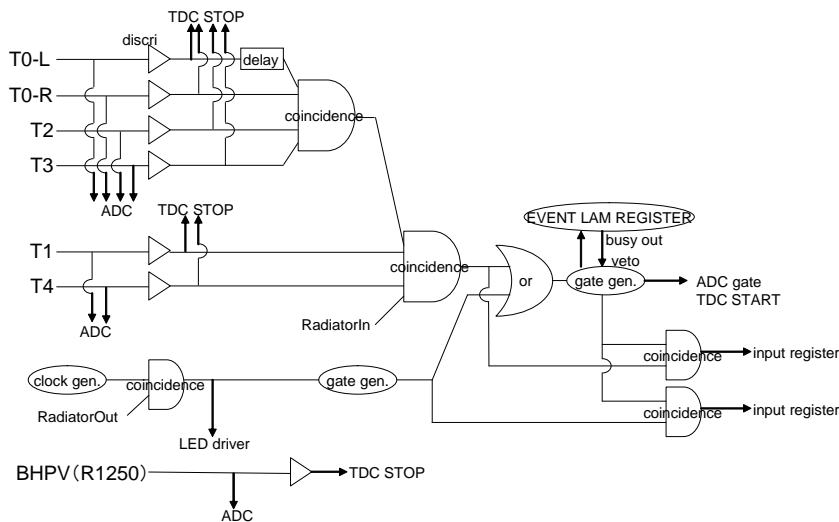 TDC STOP
discri
T0-L
delay
T0-R
coincidence
T2
T3
ADC
TDC STOP
EVENT LAM REGISTER
busy out
veto
T1
coincidence
or
gate gen.
ADC gate
TDC START
T4
RadiatorIn
ADC
coincidence
input register
clock gen.
coincidence
gate gen.
RadiatorOut
coincidence
input register
LED driver
BHPV(R1250)
TDC STOP
ADC